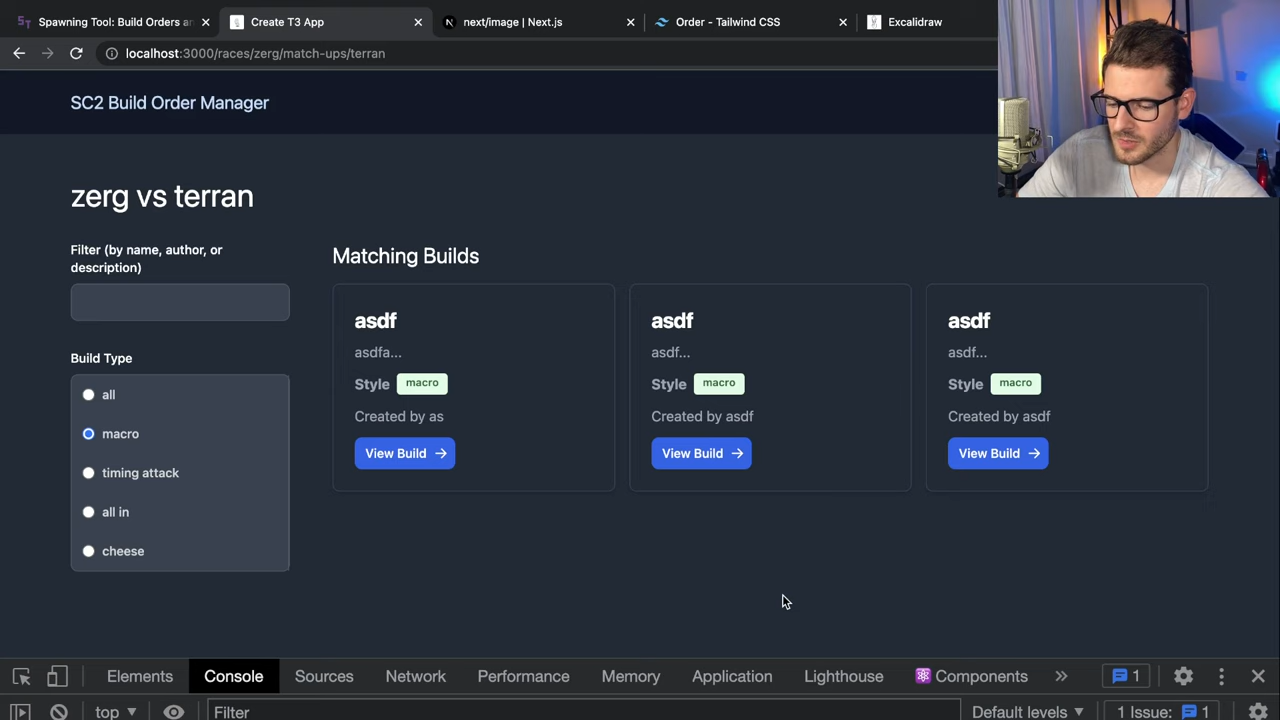 Spawning Tool: Build Orders a
Create T3 App
next/image | Next.js
Order - Tailwind CSS
Excalidraw
localhost:3000/races/zerg/match-ups/terran
SC2 Build Order Manager
zerg vs terran
Filter (by name, author, or
description)
Build Type
all
macro
timing attack
all in
cheese
Matching Builds
asdf
asdfa...
Style macro
Created by as
View Build
asdf
asdf...
Style macro
Created by asdf
View Build
asdf
asdf...
Style macro
Created by asdf
View Build
Elements
Console
Sources
Network
Performance
Memory
Application
Lighthouse
Components
1
top
Filter
Default levels
1 Issue: 1